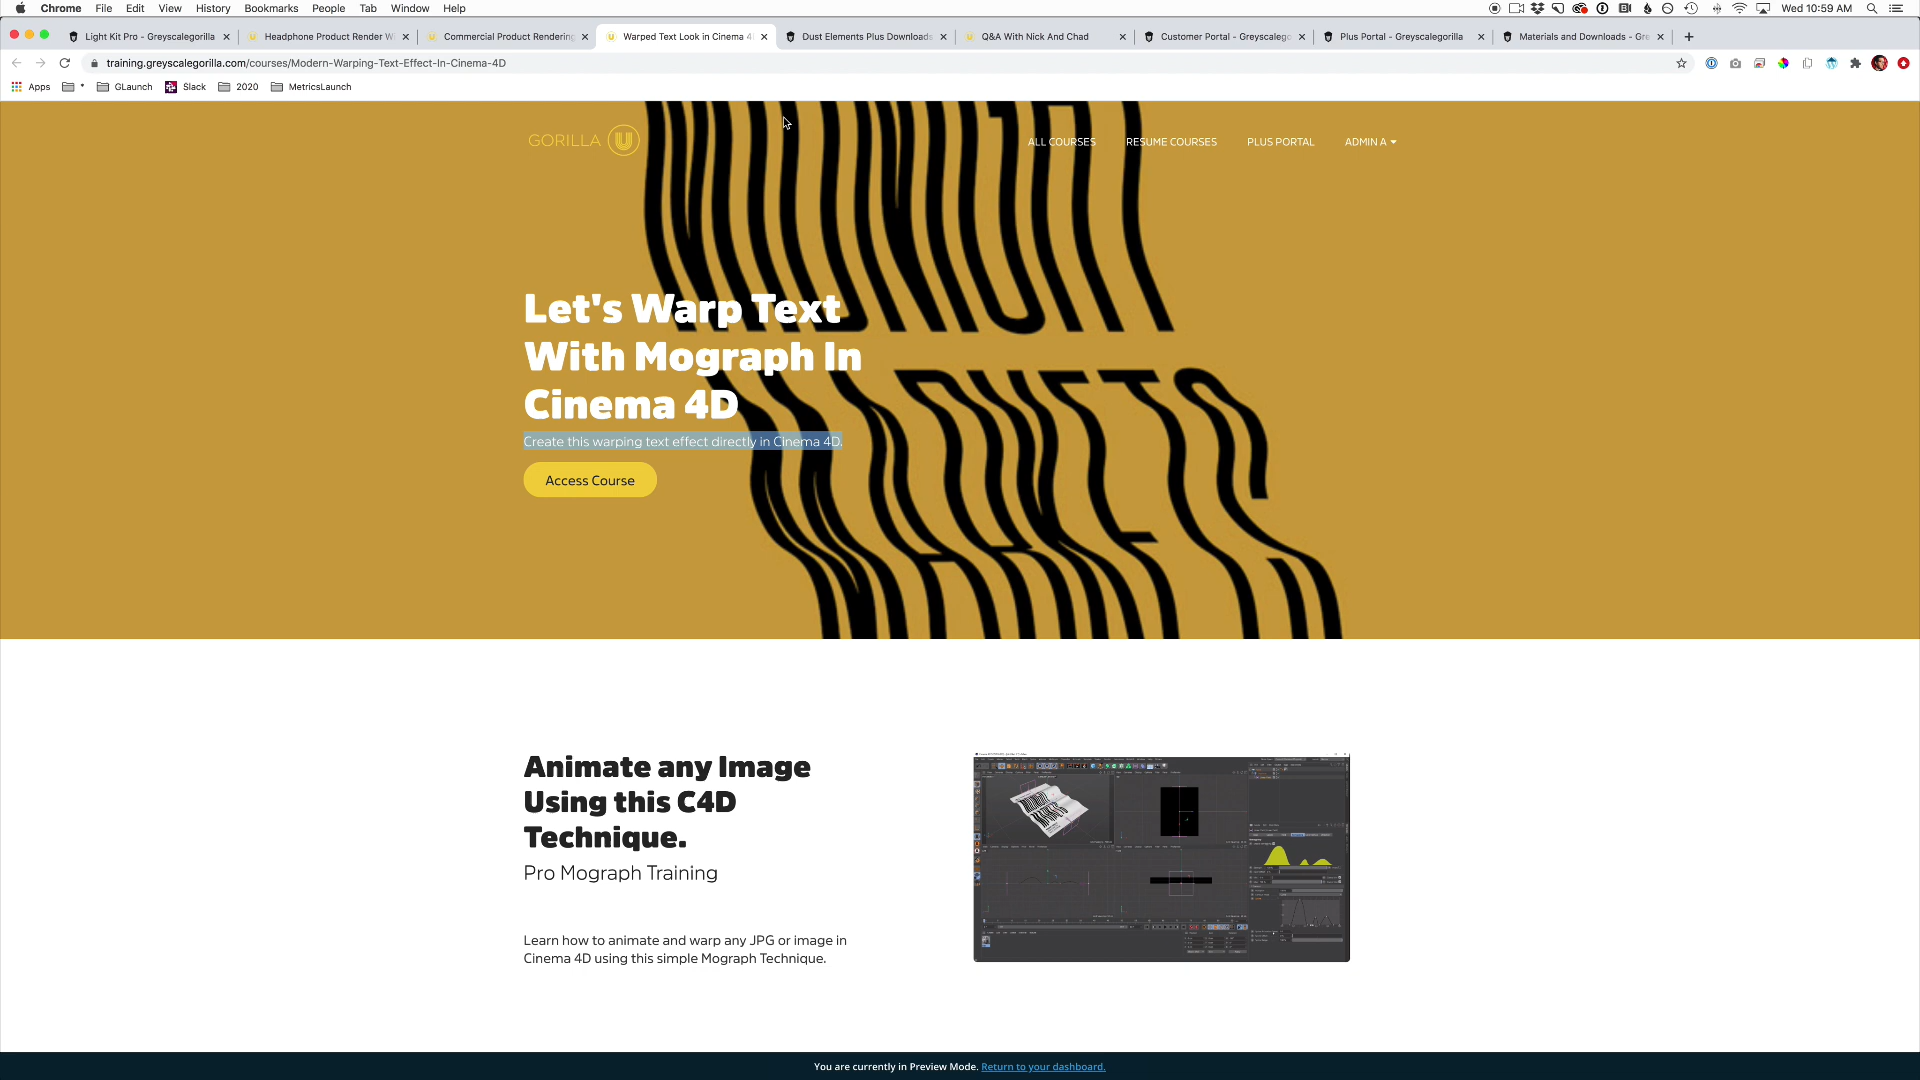 Chrome File Edit View History Bookmarks People Tab Window Help
Wed 10:59 AM
Light Kit Pro - Greyscalegorilla
Headphone Product Render Wi
Commercial Product Rendering
Warped Text Look in Cinema 4
Dust Elements Plus Downloads
Q&A With Nick And Chad
Customer Portal - Greyscalego
Plus Portal - Greyscalegorilla
Materials and Downloads - Gre
training.greyscalegorilla.com/courses/Modern-Warping-Text-Effect-In-Cinema-4D
Apps
GLaunch
Slack
2020
MetricsLaunch
GORILLA U
ALL COURSES
RESUME COURSES
PLUS PORTAL
ADMIN A
Let's Warp Text
With Mograph In
Cinema 4D
Create this warping text effect directly in CInema 4D.
Access Course
MARKETS
Animate any Image
Using this C4D
Technique.
Pro Mograph Training
Learn how to animate and warp any JPG or image in
Cinema 4D using this simple Mograph Technique.
You are currently in Preview Mode. Return to your dashboard.